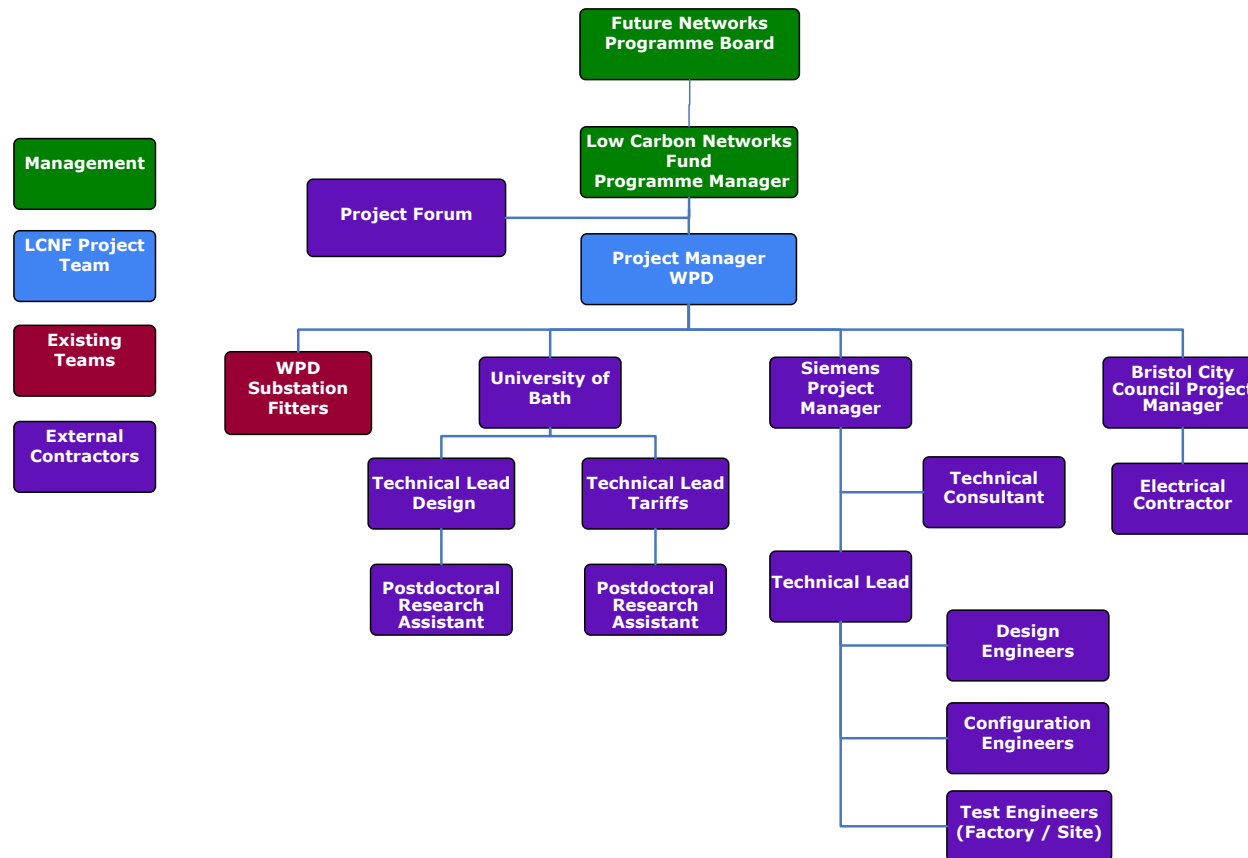 Future Networks
Programme Board
Low Carbon Networks
Fund
Programme Manager
Management
Project Forum
LCNF Project
Team
Project Manager
WPD
Existing
Teams
WPD
Substation
Fitters
University of
Bath
Siemens
Project
Manager
Bristol City
Council Project
Manager
External
Contractors
Technical Lead
Design
Technical Lead
Tariffs
Technical
Consultant
Electrical
Contractor
Postdoctoral
Research
Assistant
Postdoctoral
Research
Assistant
Technical Lead
Design
Engineers
Configuration
Engineers
Test Engineers
(Factory / Site)